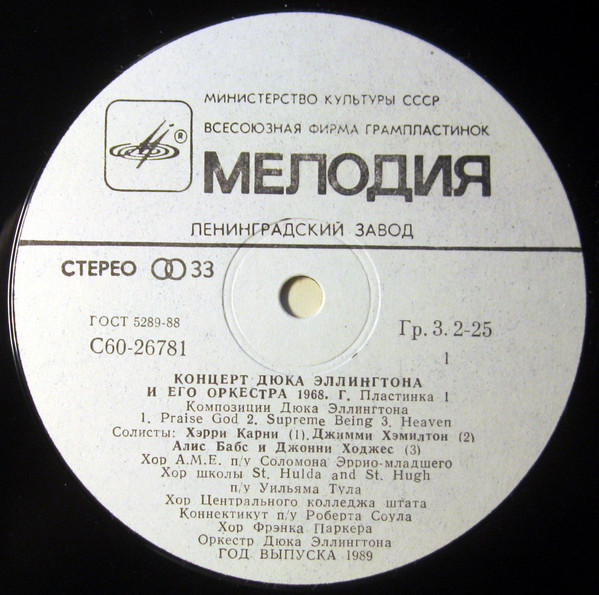 МИНИСТЕРСТВО КУЛЬТУРЫ СССР
ВСЕСОЮЗНАЯ ФИРМА ГРАМПЛАСТИНОК
®
МЕЛОДИЯ
ЛЕНИНГРАДСКИЙ ЗАВОД
СТЕРЕО 33
ГОСТ 5289-88
Гр. 3. 2-25
С60-26781
1
КОНЦЕРТ ДЮКА ЭЛЛИНГТОНА
И ЕГО ОРКЕСТРА 1968. Г. Пластинка 1
Композиции Дюка Эллингтона
1. Praise God 2. Supreme Being 3. Heaven
Солисты: Хэрри Карни (1). Джимми Хэмилтон (2)
Алис Бабс и Джонни Ходжес (3)
Хор А.М.Е. п/у Соломона Эррио-младшего
Хор школы St. Hulda and St. Hugh
п/у Уильяма Тула
Хор Центрального колледжа штата
Коннектикут п/у Роберта Соула
Хор Фрэнка Паркера
Оркестр Дюка Эллингтона
ГОД ВЫПУСКА 1989